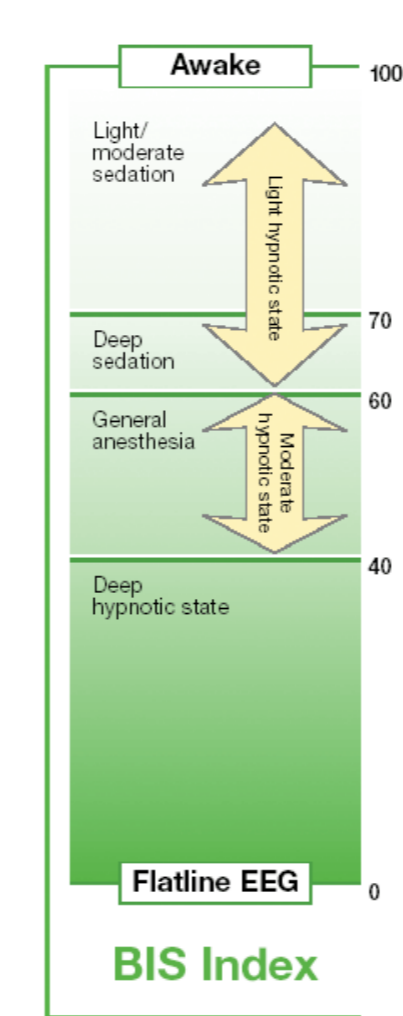 Awake
100
Light/
moderate
sedation
Light hypnotic state
70
Deep
sedation
60
General
anesthesia
Moderate
hypnotic state
40
Deep
hypnotic state
Flatline EEG
0
BIS Index